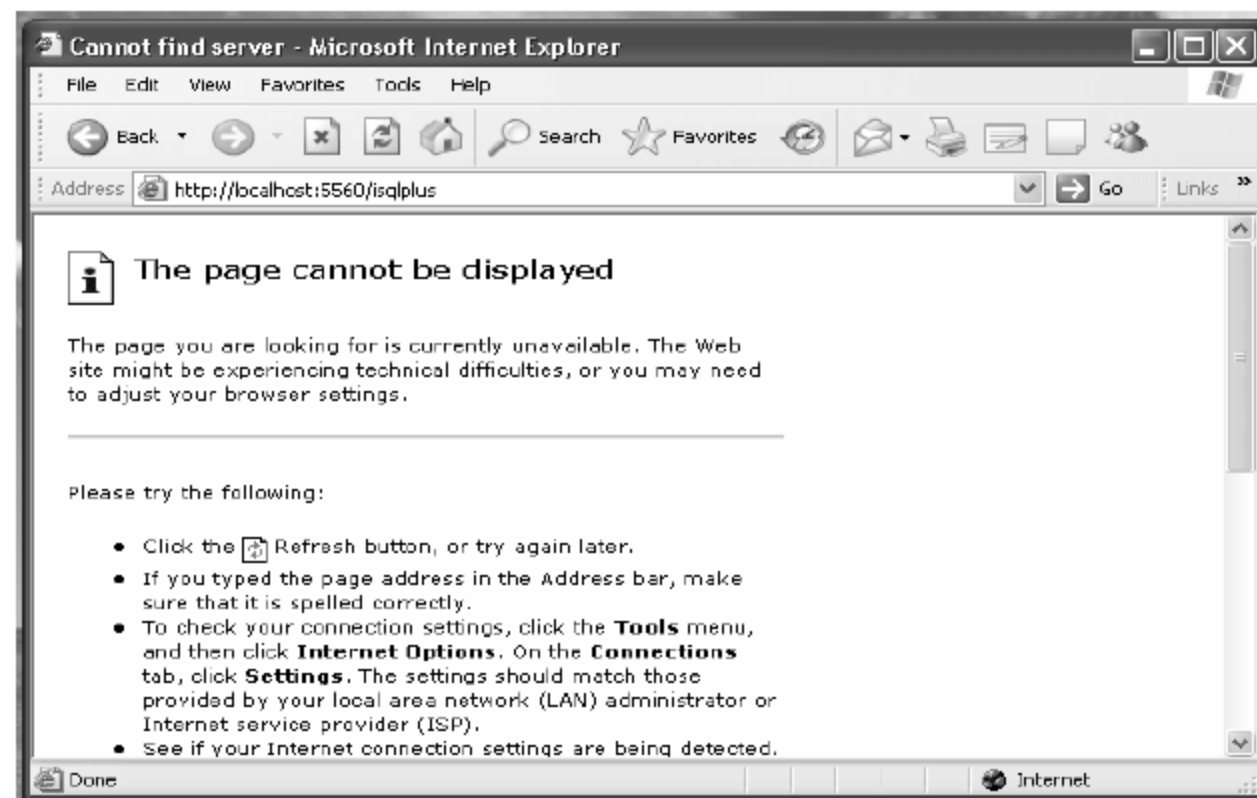 Cannot find server - Microsoft Internet Explorer
File Edit View Favorites Tools Help
Back Search Favorites
Address http://localhost:5560/isqlplus Go Links »
i The page cannot be displayed
The page you are looking for is currently unavailable. The Web
site might be experiencing technical difficulties, or you may need
to adjust your browser settings.
Please try the following:
• Click the Refresh button, or try again later.
• If you typed the page address in the Address bar, make
sure that it is spelled correctly.
• To check your connection settings, click the Tools menu,
and then click Internet Options. On the Connections
tab, click Settings. The settings should match those
provided by your local area network (LAN) administrator or
Internet service provider (ISP).
• See if your Internet connection settings are being detected.
Done Internet